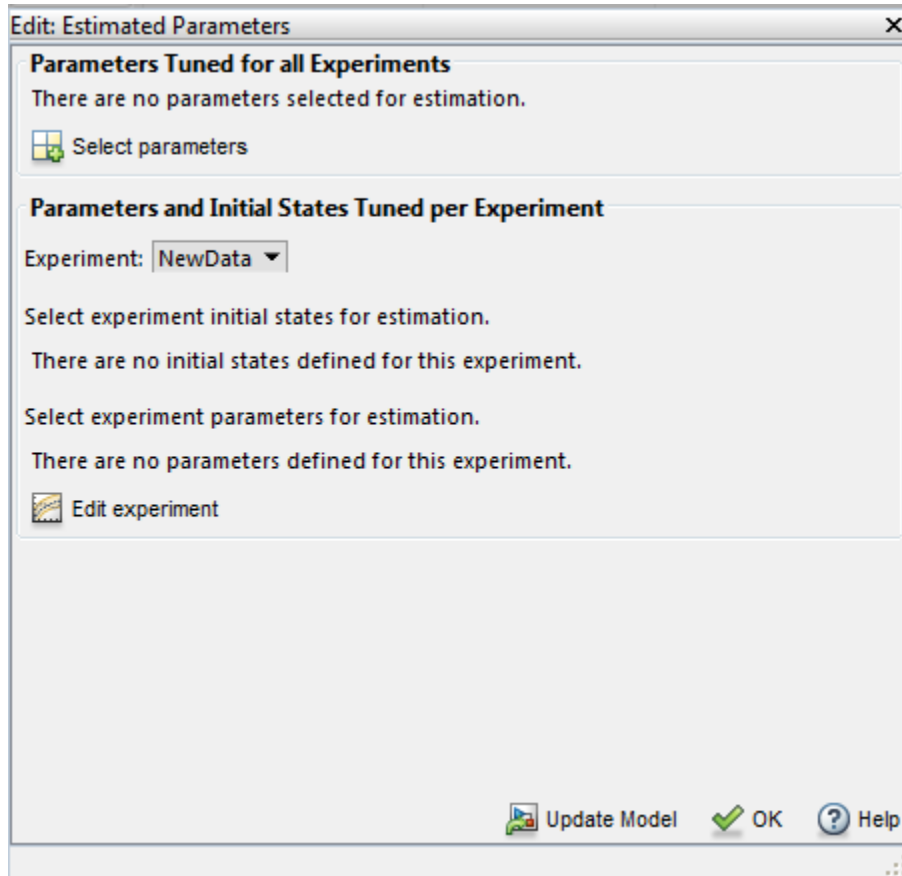 Edit: Estimated Parameters
Parameters Tuned for all Experiments
There are no parameters selected for estimation.
Select parameters
Parameters and Initial States Tuned per Experiment
Experiment: NewData
Select experiment initial states for estimation.
There are no initial states defined for this experiment.
Select experiment parameters for estimation.
There are no parameters defined for this experiment.
Edit experiment
Update Model OK Help